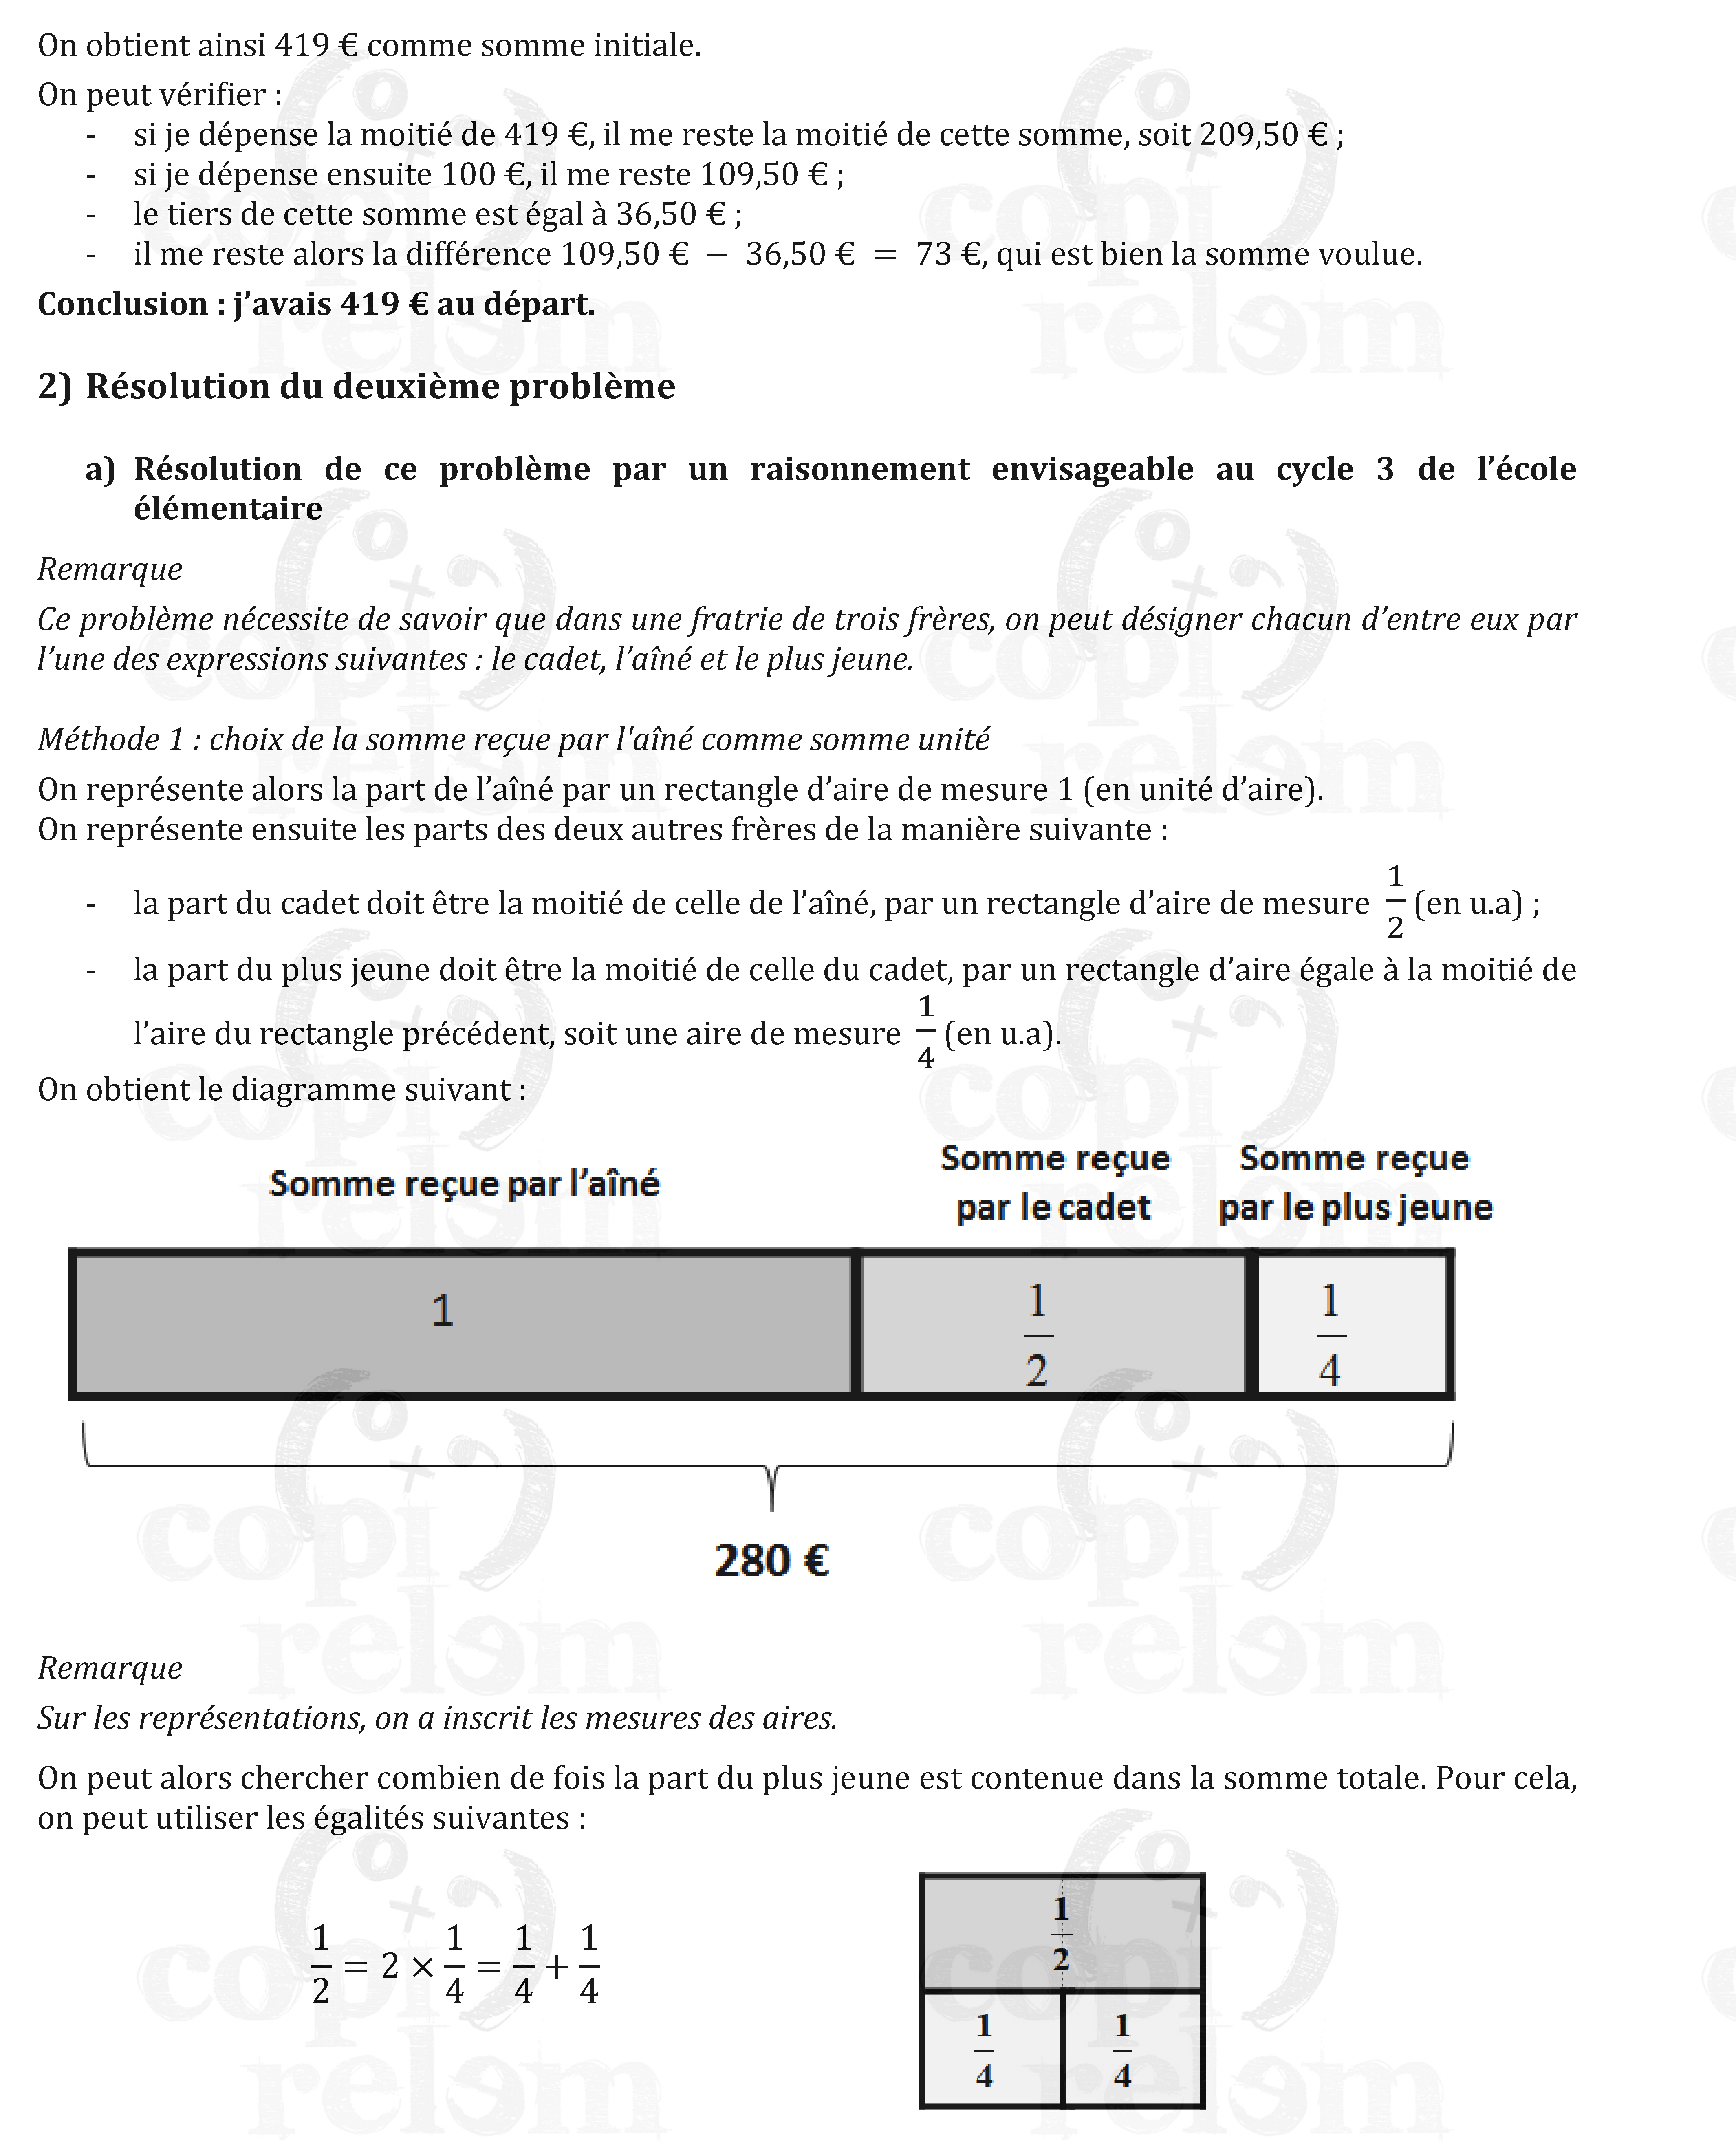 On obtient ainsi 419 € comme somme initiale.
On peut vérifier :
- si je dépense la moitié de 419 €, il me reste la moitié de cette somme, soit 209,50 € ;
- si je dépense ensuite 100 €, il me reste 109,50 € ;
- le tiers de cette somme est égal à 36,50 € ;
- il me reste alors la différence 109,50 € − 36,50 € = 73 €, qui est bien la somme voulue.
Conclusion : j’avais 419 € au départ.
2) Résolution du deuxième problème
a) Résolution de ce problème par un raisonnement envisageable au cycle 3 de l’école
élémentaire
Remarque
Ce problème nécessite de savoir que dans une fratrie de trois frères, on peut désigner chacun d’entre eux par
l’une des expressions suivantes : le cadet, l’aîné et le plus jeune.
Méthode 1 : choix de la somme reçue par l'aîné comme somme unité
On représente alors la part de l’aîné par un rectangle d’aire de mesure 1 (en unité d’aire).
On représente ensuite les parts des deux autres frères de la manière suivante :
- la part du cadet doit être la moitié de celle de l’aîné, par un rectangle d’aire de mesure 1/2 (en u.a) ;
- la part du plus jeune doit être la moitié de celle du cadet, par un rectangle d’aire égale à la moitié de
l’aire du rectangle précédent, soit une aire de mesure 1/4 (en u.a).
On obtient le diagramme suivant :
Somme reçue par l’aîné
Somme reçue
par le cadet
Somme reçue
par le plus jeune
1
1/2
1/4
280 €
Remarque
Sur les représentations, on a inscrit les mesures des aires.
On peut alors chercher combien de fois la part du plus jeune est contenue dans la somme totale. Pour cela,
on peut utiliser les égalités suivantes :
1/2 = 2 × 1/4 = 1/4 + 1/4
1/2
1/4
1/4
copi
relem